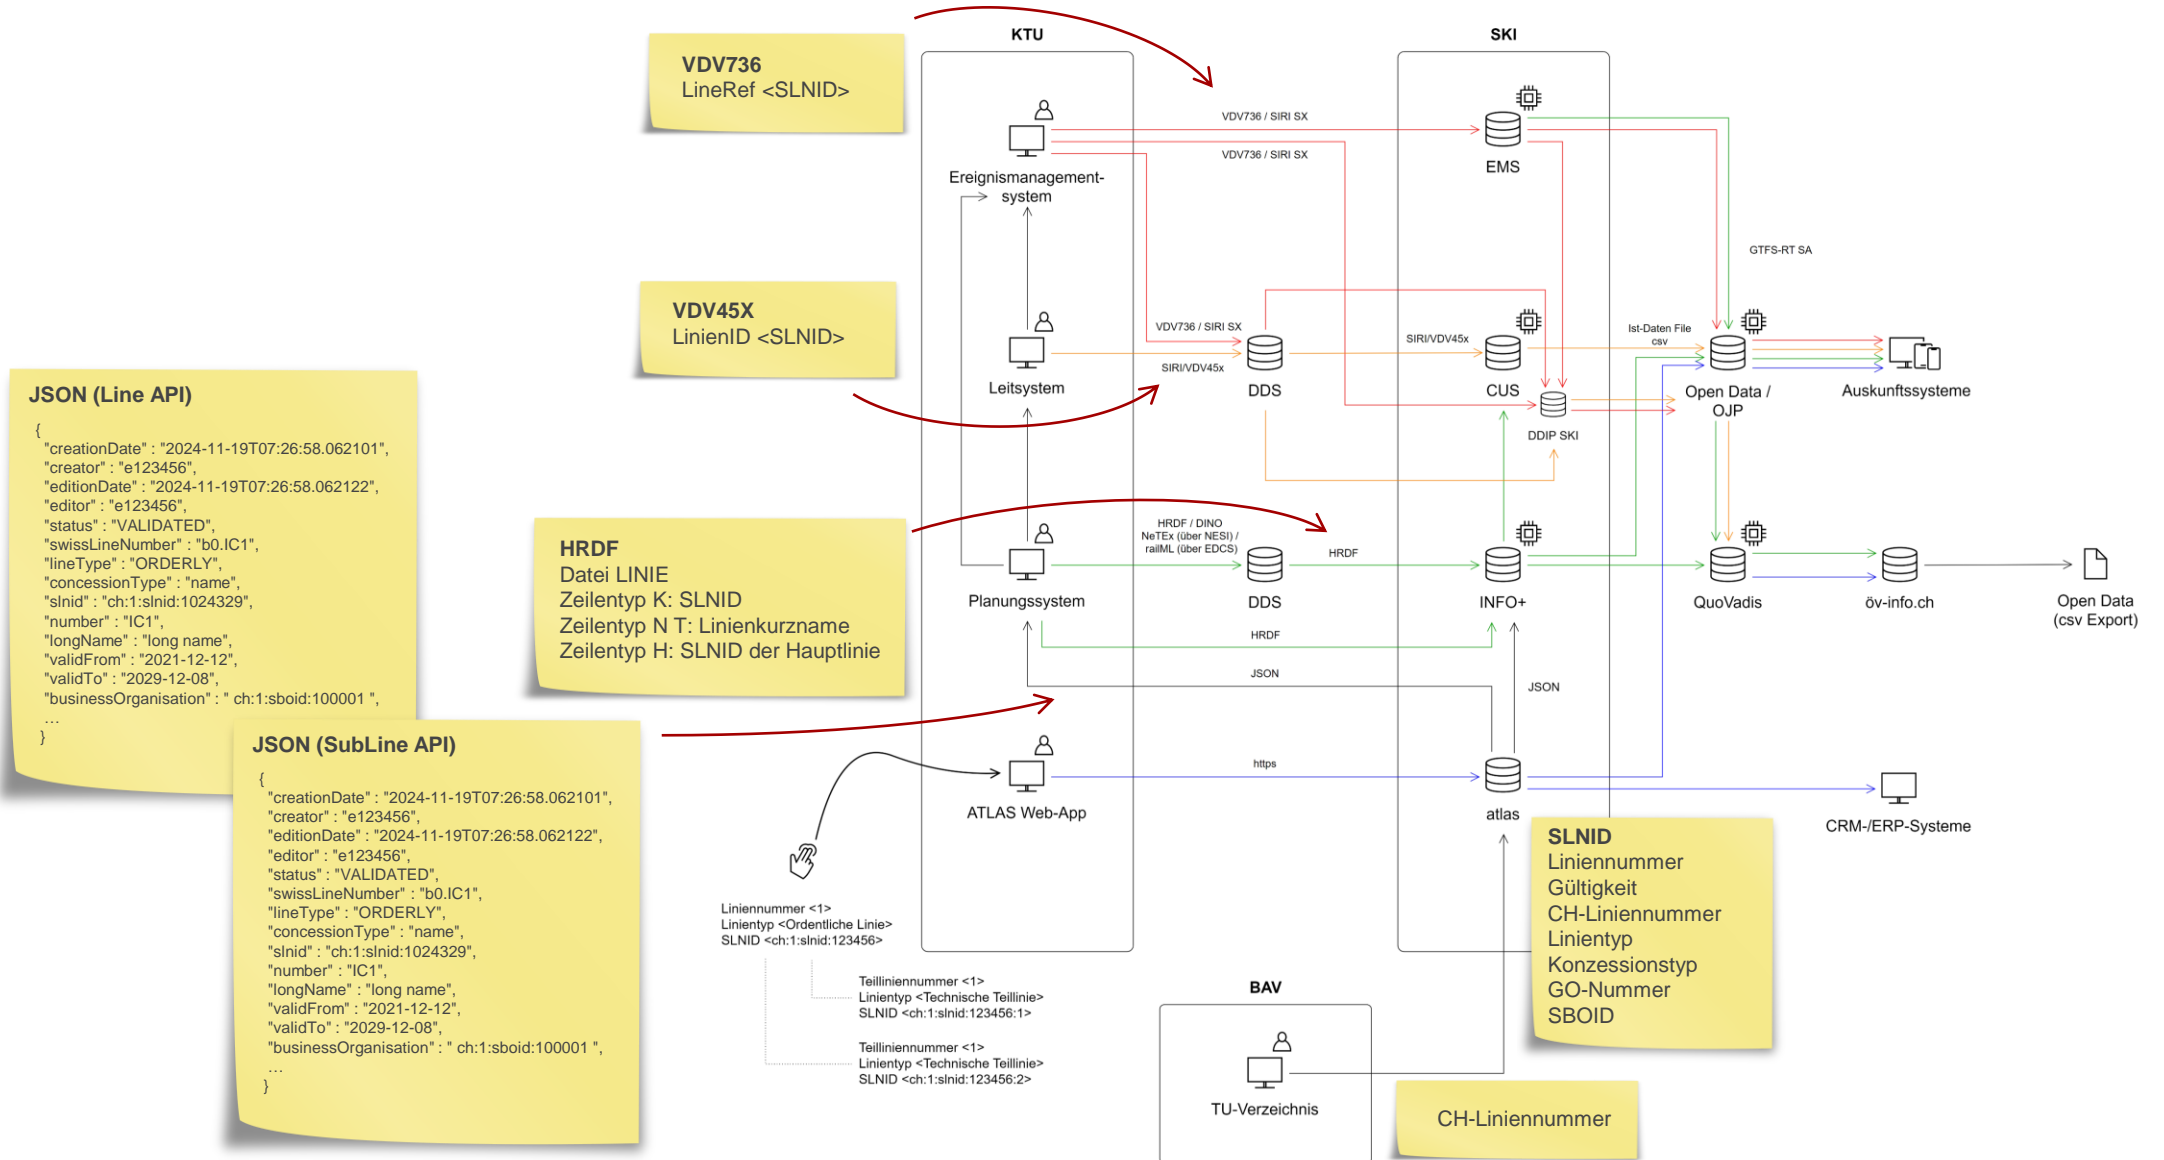 KTU
SKI
VDV736
LineRef <SLNID>
VDV736 / SIRI SX
VDV736 / SIRI SX
EMS
Ereignismanagement-
system
GTFS-RT SA
VDV45X
LinienID <SLNID>
VDV736 / SIRI SX
SIRI/VDV45x
Leitsystem
DDS
SIRI/VDV45x
CUS
DDIP SKI
Ist-Daten File
csv
Open Data /
OJP
Auskunftssysteme
JSON (Line API)
{
"creationDate" : "2024-11-19T07:26:58.062101",
"creator" : "e123456",
"editionDate" : "2024-11-19T07:26:58.062122",
"editor" : "e123456",
"status" : "VALIDATED",
"swissLineNumber" : "b0.IC1",
"lineType" : "ORDERLY",
"concessionType" : "name",
"slnid" : "ch:1:slnid:1024329",
"number" : "IC1",
"longName" : "long name",
"validFrom" : "2021-12-12",
"validTo" : "2029-12-08",
"businessOrganisation" : " ch:1:sboid:100001 ",
…
}
HRDF
Datei LINIE
Zeilentyp K: SLNID
Zeilentyp N T: Linienkurzname
Zeilentyp H: SLNID der Hauptlinie
HRDF / DINO
NeTEx (über NESI) /
railML (über EDCS)
HRDF
Planungssystem
DDS
INFO+
QuoVadis
öv-info.ch
Open Data
(csv Export)
HRDF
JSON
JSON
JSON (SubLine API)
{
"creationDate" : "2024-11-19T07:26:58.062101",
"creator" : "e123456",
"editionDate" : "2024-11-19T07:26:58.062122",
"editor" : "e123456",
"status" : "VALIDATED",
"swissLineNumber" : "b0.IC1",
"lineType" : "ORDERLY",
"concessionType" : "name",
"slnid" : "ch:1:slnid:1024329",
"number" : "IC1",
"longName" : "long name",
"validFrom" : "2021-12-12",
"validTo" : "2029-12-08",
"businessOrganisation" : " ch:1:sboid:100001 ",
…
}
https
ATLAS Web-App
atlas
CRM-/ERP-Systeme
SLNID
Liniennummer
Gültigkeit
CH-Liniennummer
Linientyp
Konzessionstyp
GO-Nummer
SBOID
Liniennummer <1>
Linientyp <Ordentliche Linie>
SLNID <ch:1:slnid:123456>
Teilliniennummer <1>
Linientyp <Technische Teillinie>
SLNID <ch:1:slnid:123456:1>
Teilliniennummer <1>
Linientyp <Technische Teillinie>
SLNID <ch:1:slnid:123456:2>
BAV
TU-Verzeichnis
CH-Liniennummer